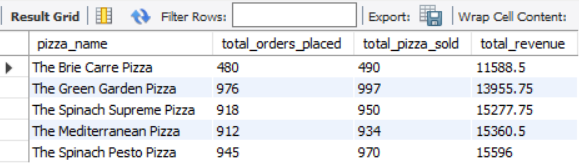 Result Grid Filter Rows: Export: Wrap Cell Content:
pizza_name total_orders_placed total_pizza_sold total_revenue
The Brie Carre Pizza 480 490 11588.5
The Green Garden Pizza 976 997 13955.75
The Spinach Supreme Pizza 918 950 15277.75
The Mediterranean Pizza 912 934 15360.5
The Spinach Pesto Pizza 945 970 15596